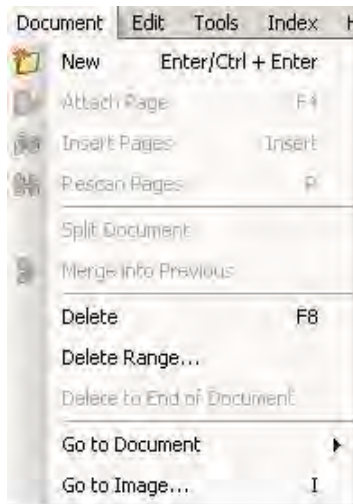 Document Edit Tools Index H
New Enter/Ctrl + Enter
Attach Page F4
Insert Pages Insert
Rescan Pages R
Split Document
Merge into Previous
Delete F8
Delete Range...
Delete to End of Document
Go to Document
Go to Image... I